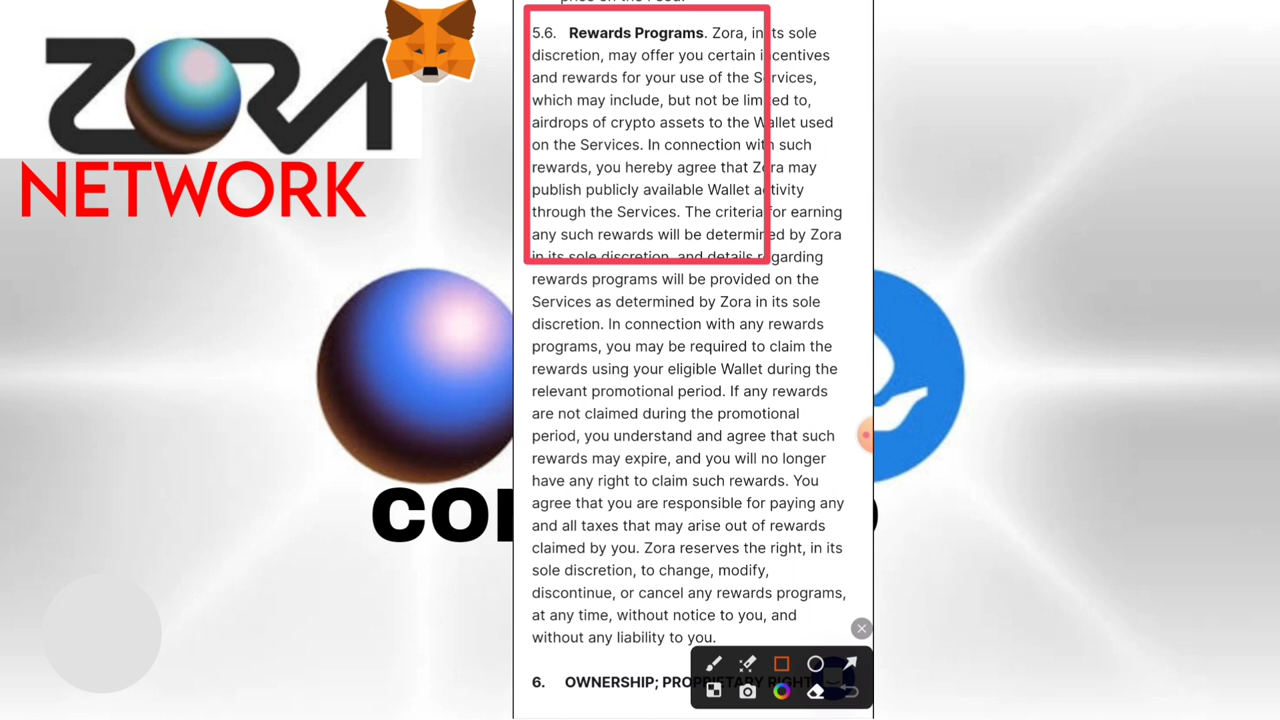 ZORA
NETWORK
5.6. Rewards Programs. Zora, in its sole
discretion, may offer you certain incentives
and rewards for your use of the Services,
which may include, but not be limited to,
airdrops of crypto assets to the Wallet used
on the Services. In connection with such
rewards, you hereby agree that Zora may
publish publicly available Wallet activity
through the Services. The criteria for earning
any such rewards will be determined by Zora
in its sole discretion, and details regarding
rewards programs will be provided on the
Services as determined by Zora in its sole
discretion. In connection with any rewards
programs, you may be required to claim the
rewards using your eligible Wallet during the
relevant promotional period. If any rewards
are not claimed during the promotional
period, you understand and agree that such
rewards may expire, and you will no longer
have any right to claim such rewards. You
agree that you are responsible for paying any
and all taxes that may arise out of rewards
claimed by you. Zora reserves the right, in its
sole discretion, to change, modify,
discontinue, or cancel any rewards programs,
at any time, without notice to you, and
without any liability to you.
6. OWNERSHIP; PROPRIETARY RIGHT